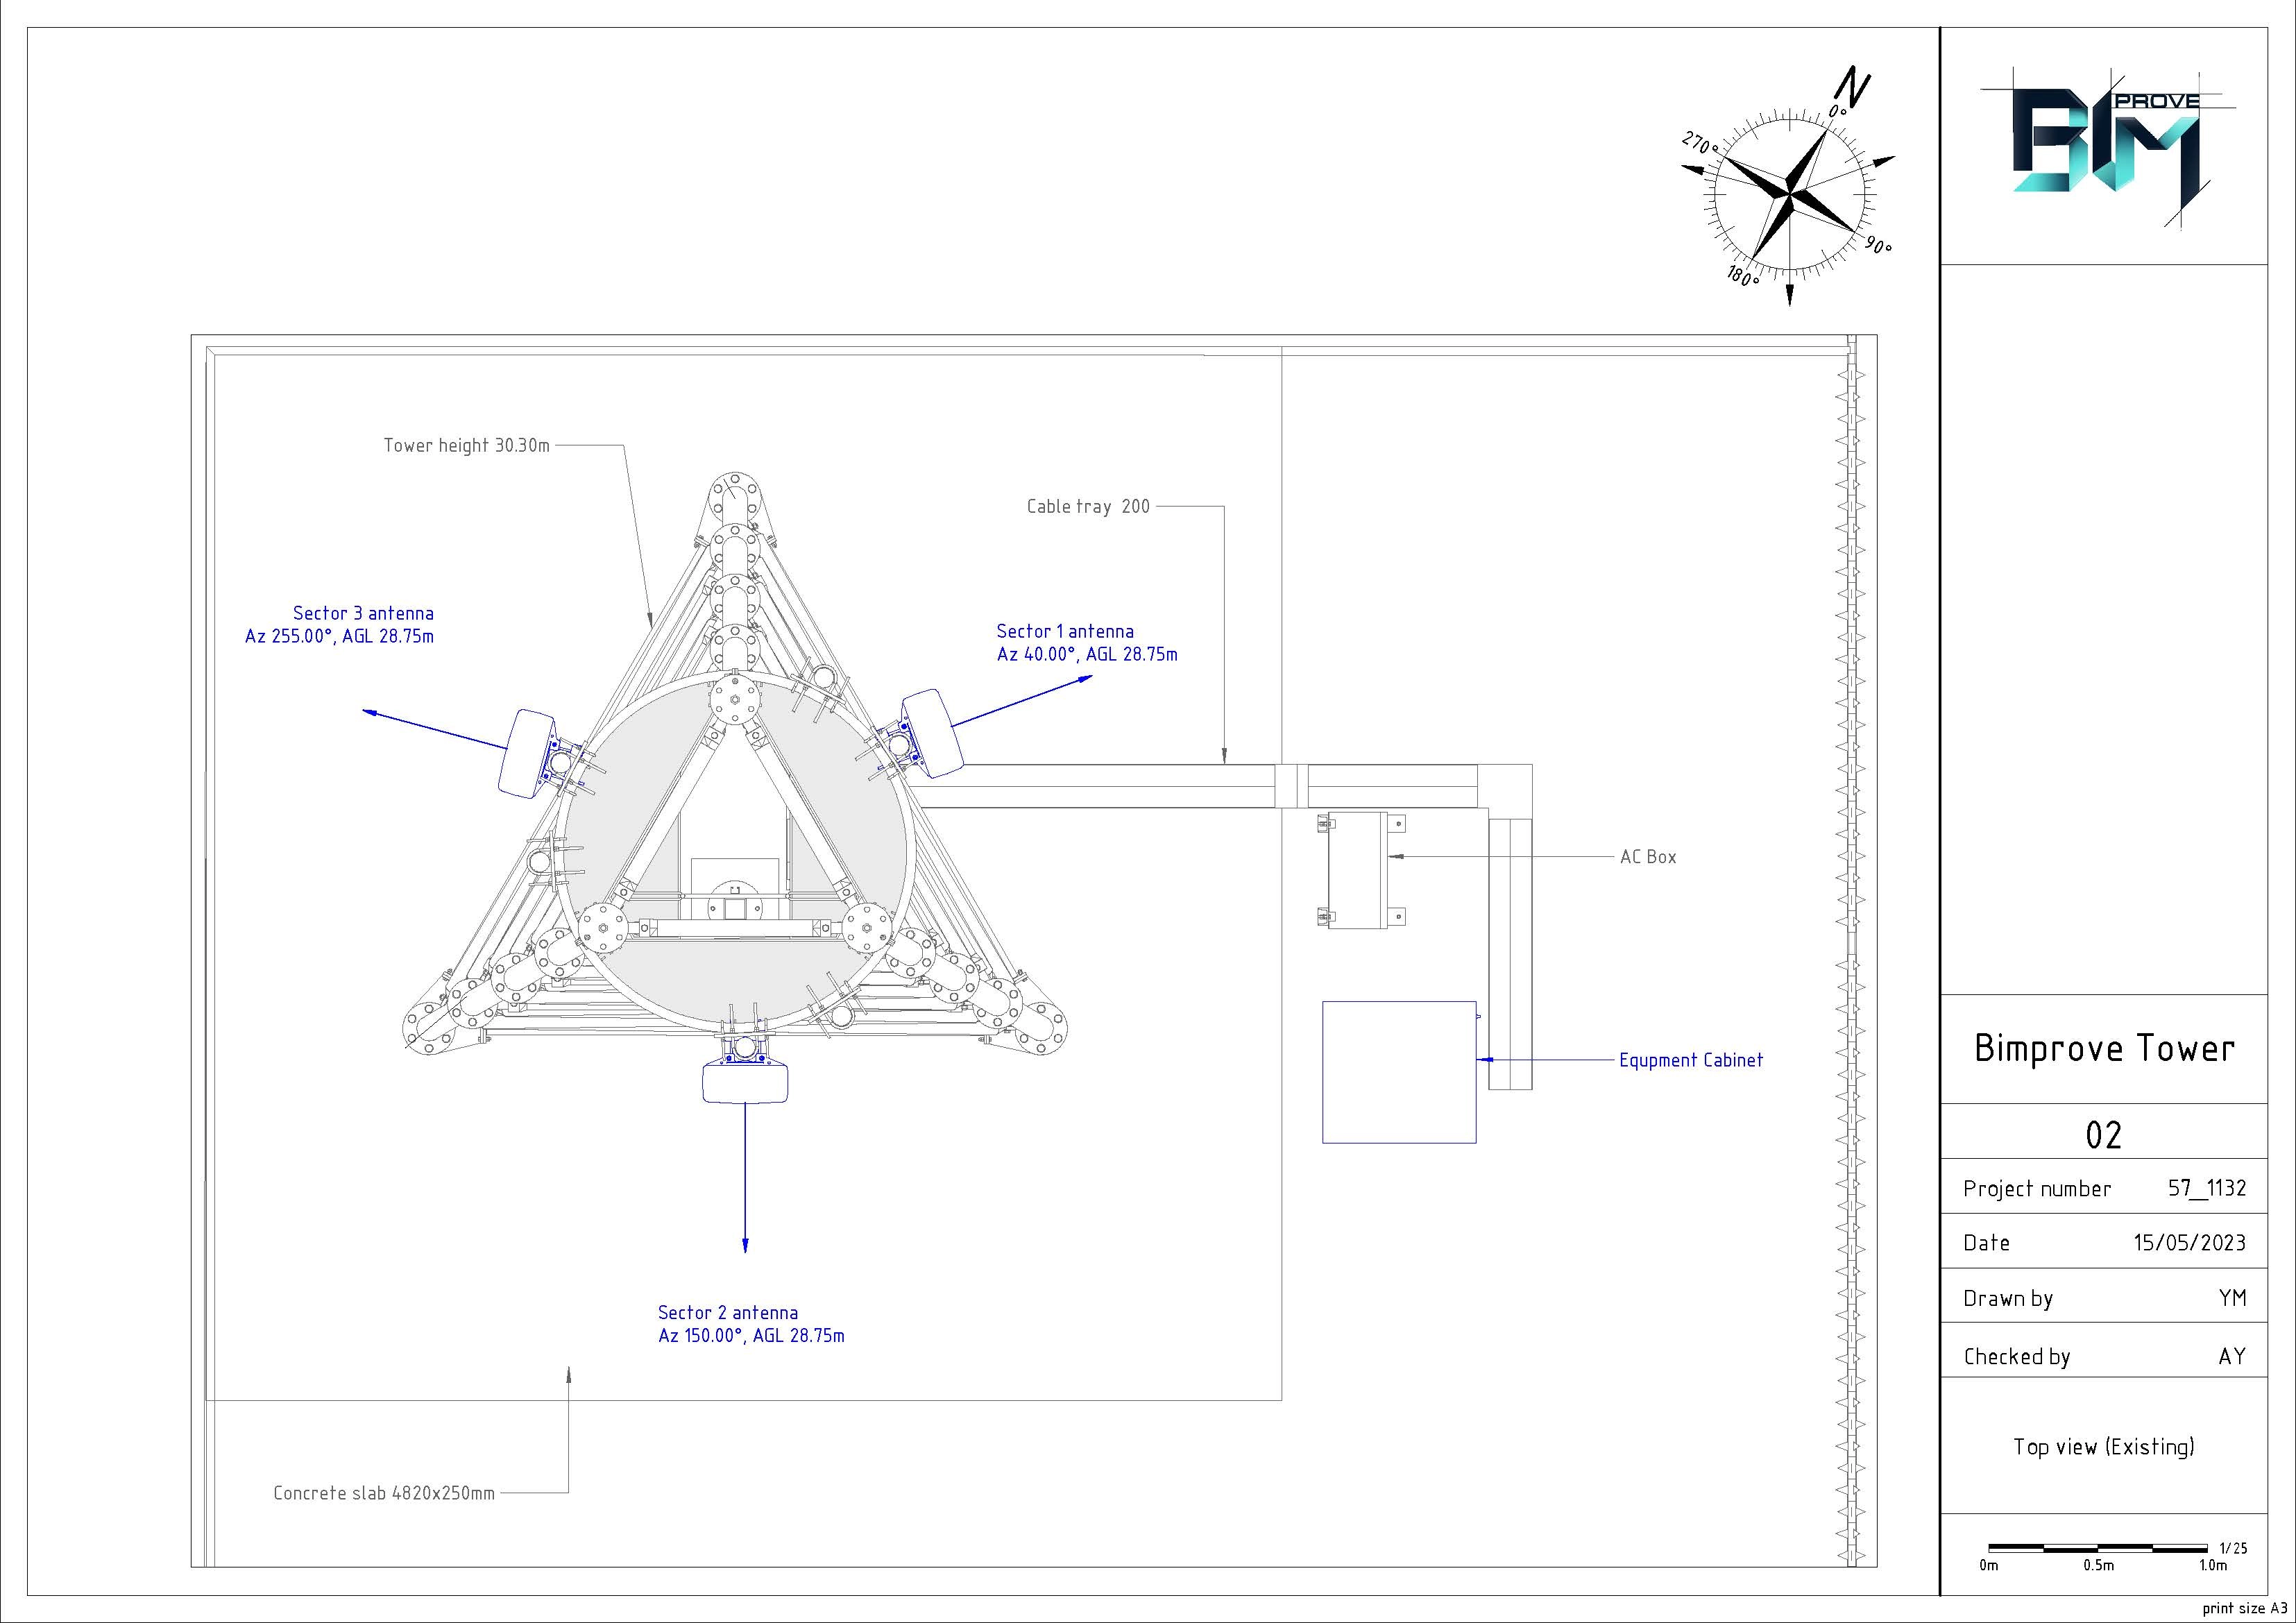 N
0°
270°
90°
180°
BIM PROVE
Tower height 30.30m
Cable tray 200
Sector 3 antenna
Az 255.00°, AGL 28.75m
Sector 1 antenna
Az 40.00°, AGL 28.75m
AC Box
Equpment Cabinet
Sector 2 antenna
Az 150.00°, AGL 28.75m
Concrete slab 4820x250mm
Bimprove Tower
02
Project number 57_1132
Date 15/05/2023
Drawn by YM
Checked by AY
Top view (Existing)
1/25
0m 0.5m 1.0m
print size A3